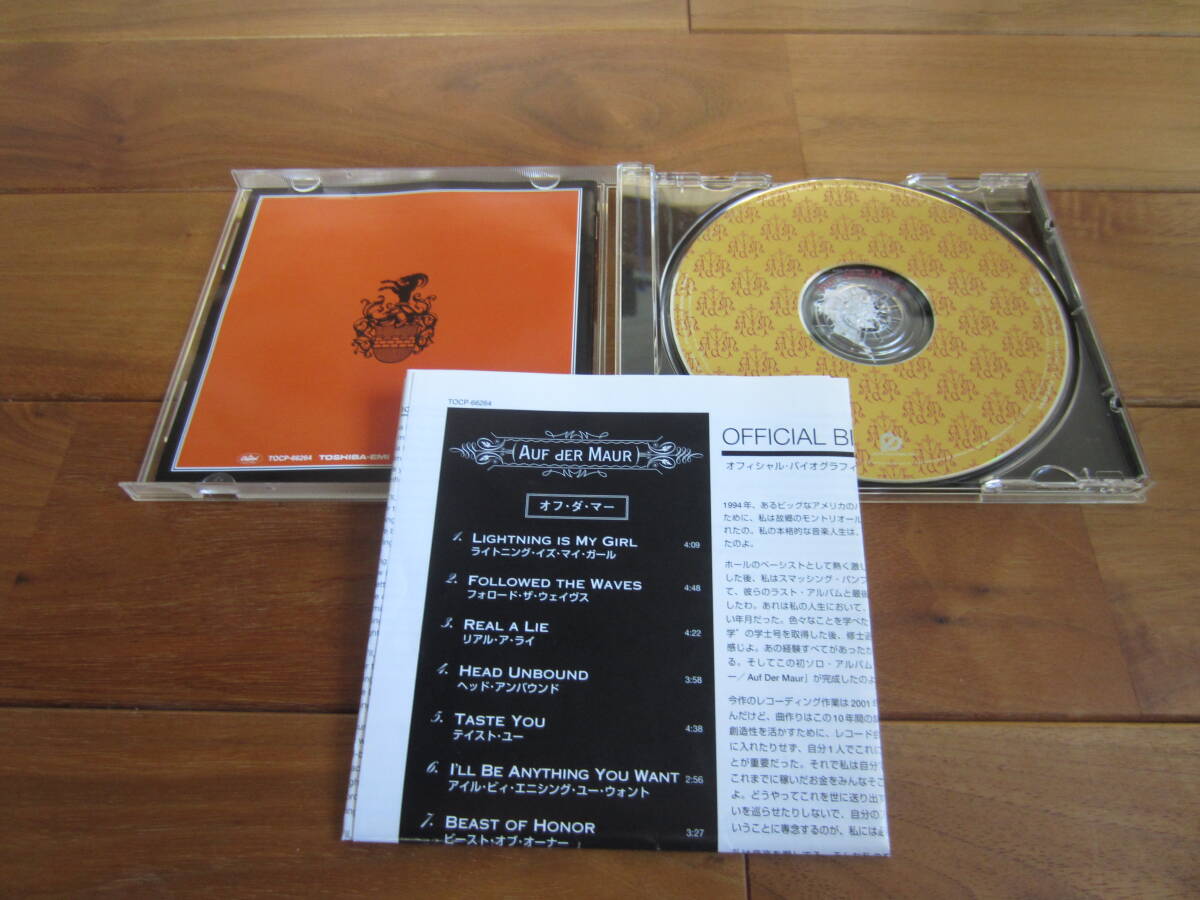 TOCP-66264 TOSHIBA-EMI
TOCP-66264
AUF DER MAUR
オフ・ダ・マー
1. LIGHTNING IS MY GIRL 4:09
ライトニング・イズ・マイ・ガール
2. FOLLOWED THE WAVES 4:48
フォロード・ザ・ウェイヴス
3. REAL A LIE 4:22
リアル・ア・ライ
4. HEAD UNBOUND 3:58
ヘッド・アンバウンド
5. TASTE YOU 4:38
テイスト・ユー
6. I'LL BE ANYTHING YOU WANT 2:56
アイル・ビィ・エニシング・ユー・ウォント
7. BEAST OF HONOR 3:27
ビースト・オブ・オーナー
OFFICIAL BI
オフィシャル・バイオグラフィ
1994年、あるビッグなアメリカのバ
ために、私は故郷のモントリオール
れたの。私の本格的な音楽人生は、
たのよ。
ホールのベーシストとして熱く激し
した後、私はスマッシング・パンプ
て、彼らのラスト・アルバムと最後
したわ。あれは私の人生において、
い年月だった。色々なことを学べた
学”の学士号を取得した後、修士
感じよ。あの経験すべてがあったか
る。そしてこの初ソロ・アルバム
ー／Auf Der Maur」が完成したのよ
今作のレコーディング作業は2001年
んだけど、曲作りはこの10年間の
創造性を活かすために、レコード
に入れたりせず、自分1人でこれに
とが重要だった。それで私は自分
これまでに稼いだお金をみんなそこ
よ。どうやってこれを世に送り出す
いを巡らせたりしないで、自分の
いうことに専念するのが、私には